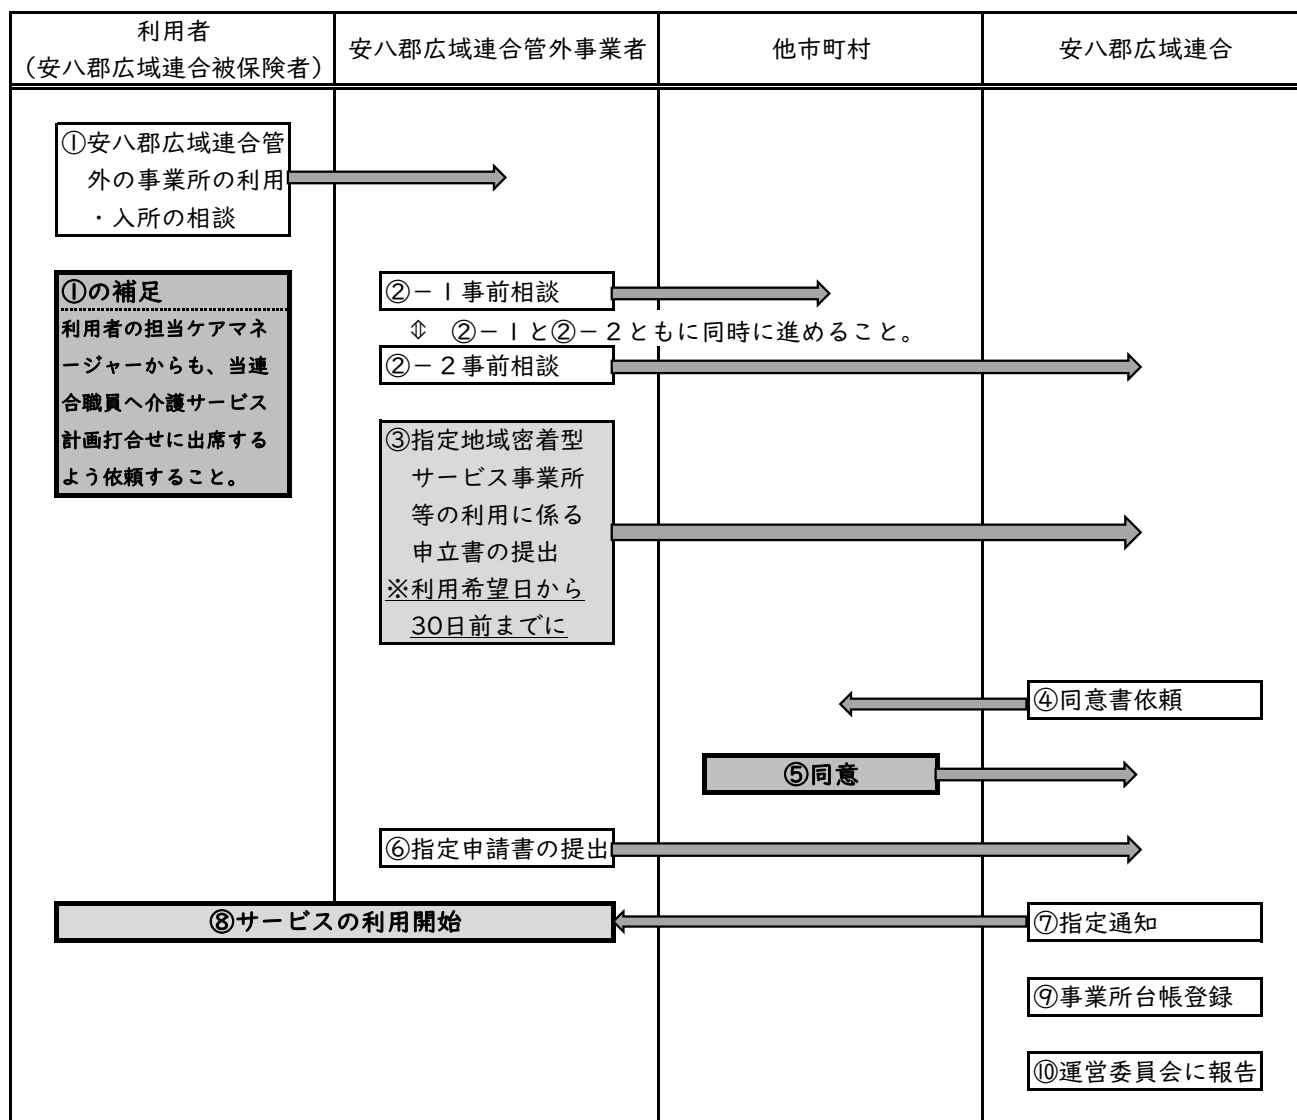 利用者
（安八郡広域連合被保険者）
安八郡広域連合管外事業者
他市町村
安八郡広域連合
①安八郡広域連合管
外の事業所の利用
・入所の相談
①の補足
利用者の担当ケアマネ
ージャーからも、当連
合職員へ介護サービス
計画打合せに出席する
よう依頼すること。
②－１事前相談
⇕　②－１と②－２ともに同時に進めること。
②－２事前相談
③指定地域密着型
サービス事業所
等の利用に係る
申立書の提出
※利用希望日から
30日前までに
④同意書依頼
⑤同意
⑥指定申請書の提出
⑧サービスの利用開始
⑦指定通知
⑨事業所台帳登録
⑩運営委員会に報告